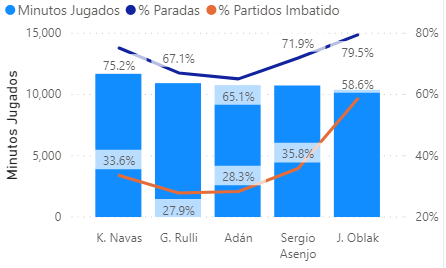 Minutos Jugados % Paradas % Partidos Imbatido
Minutos Jugados
15,000
10,000
5,000
0
80%
60%
40%
20%
75.2%
67.1%
65.1%
71.9%
79.5%
33.6%
27.9%
28.3%
35.8%
58.6%
K. Navas
G. Rulli
Adán
Sergio
Asenjo
J. Oblak